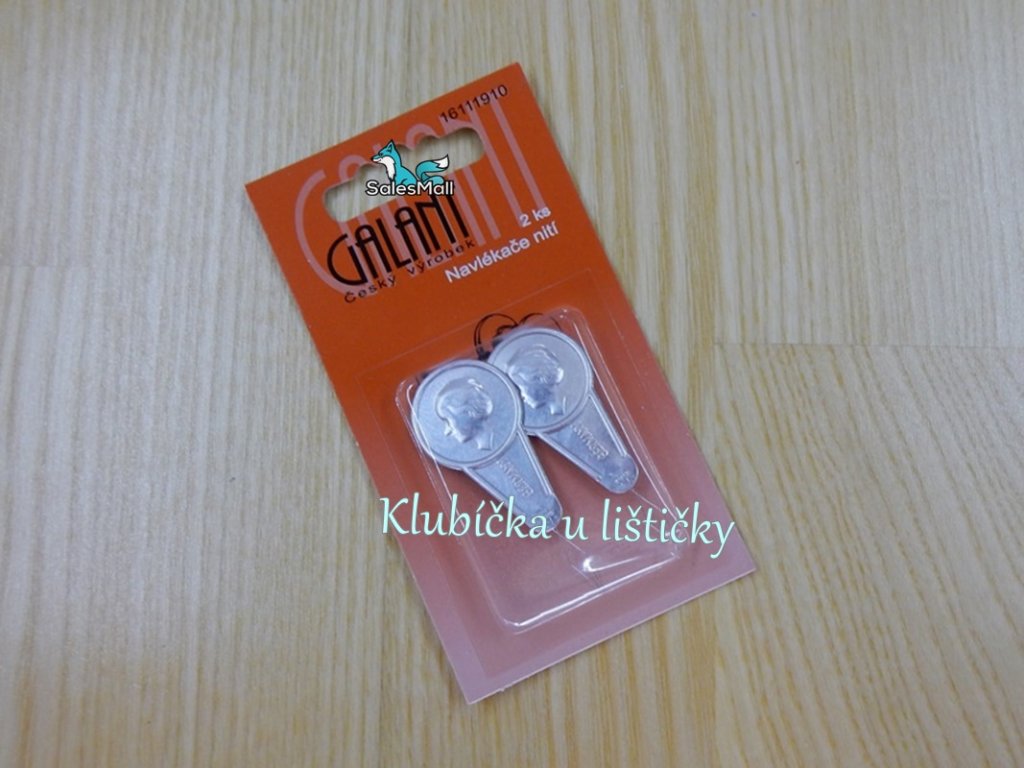 16111910
SalesMall
GALANT
Český výrobek
2 ks
Navlékače nití
Klubíčka u lištičky